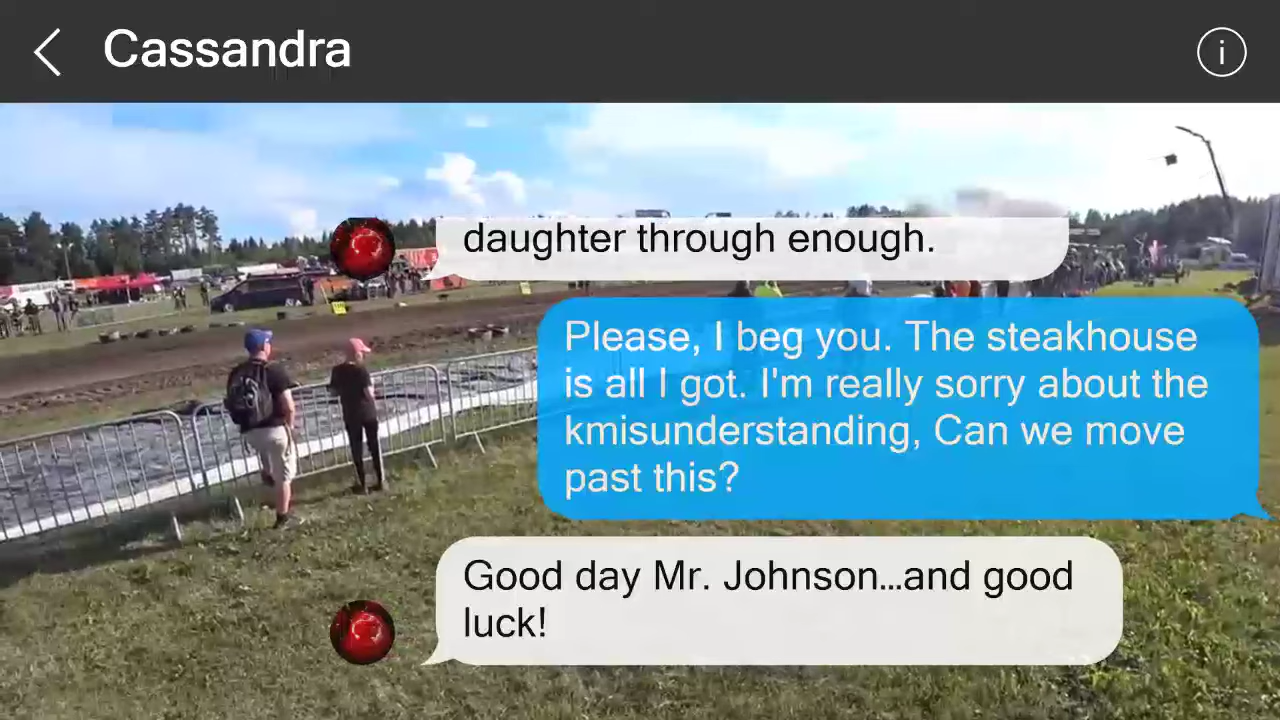 Cassandra
i
daughter through enough.
Please, I beg you. The steakhouse
is all I got. I'm really sorry about the
kmisunderstanding, Can we move
past this?
Good day Mr. Johnson...and good
luck!